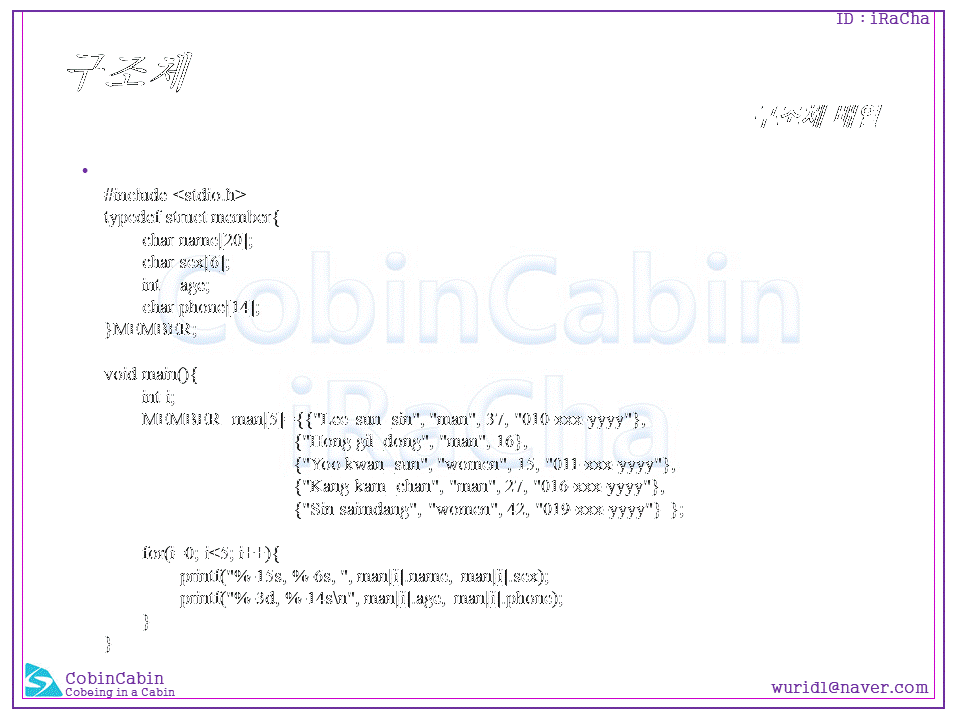 ID : iRaCha
구조체
구조체 배열
#include <stdio.h>
typedef struct member{
char name[20];
char sex[6];
int age;
char phone[14];
}MEMBER;
void main(){
int i;
MEMBER man[5]={{"Lee sun sin", "man", 37, "010-xxx-yyyy"},
{"Hong gil dong", "man", 16},
{"Yoo kwan sun", "women", 15, "011-xxx-yyyy"},
{"Kang kam chan", "man", 27, "016-xxx-yyyy"},
{"Sin saimdang", "women", 42, "019-xxx-yyyy"} };
for(i=0; i<5; i++){
printf("%-15s, %-6s, ", man[i].name, man[i].sex);
printf("%-3d, %-14s\n", man[i].age, man[i].phone);
}
}
CobinCabin
iRaCha
CobinCabin
Cobeing in a Cabin
wurid1@naver.com